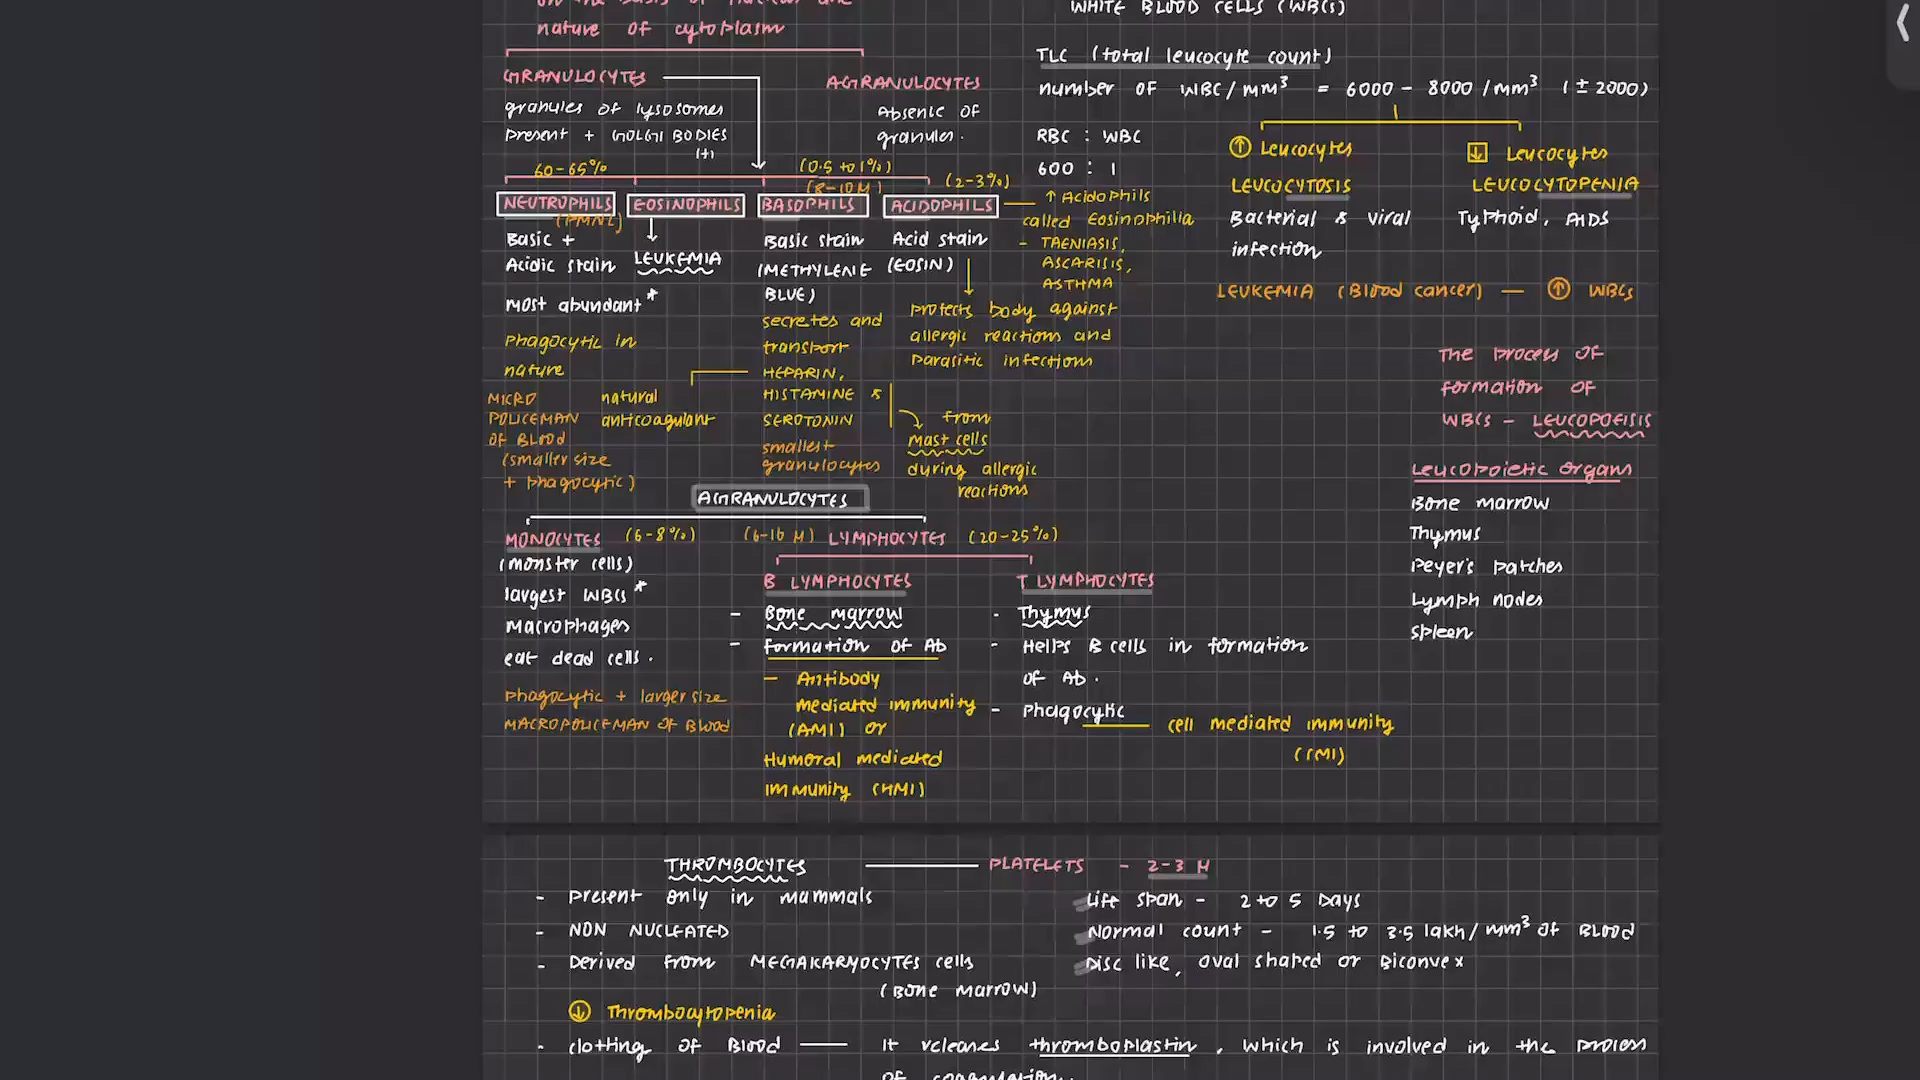 nature of cytoplasm
GRANULOCYTES
granules of lysosomes
present + GOLGI BODIES
(+)
AGRANULOCYTES
Absence of
granules.
60-65%
(0.5 to 1%)
(8-10 M)
(2-3%)
NEUTROPHILS
EOSINOPHILS
BASOPHILS
ACIDOPHILS
(PMNL)
Basic +
Acidic stain
most abundant*
Phagocytic in
nature
MICRO
POLICEMAN
OF BLOOD
(smaller size
+ phagocytic)
LEUKEMIA
Basic stain
(METHYLENE
BLUE)
secretes and
transport
HEPARIN,
HISTAMINE &
SEROTONIN
smallest
granulocytes
natural
anticoagulant
Acid stain
(EOSIN)
protects body against
allergic reactions and
parasitic infections
from
mast cells
during allergic
reactions
↑ Acidophils
called Eosinophilia
- TAENIASIS,
ASCARISIS,
ASTHMA
AGRANULOCYTES
MONOCYTES (6-8%)
(monster cells)
largest WBCs *
Macrophages
eat dead cells.
Phagocytic + larger size
MACROPOLICEMAN OF BLOOD
(6-16 M) LYMPHOCYTES (20-25%)
B LYMPHOCYTES
- Bone marrow
- formation of Ab
- Antibody
mediated immunity
(AMI) or
Humoral mediated
immunity (HMI)
T LYMPHOCYTES
- Thymus
- Helps B cells in formation
of Ab.
- Phagocytic
cell mediated immunity
(CMI)
WHITE BLOOD CELLS (WBCs)
TLC (total leucocyte count)
number of WBC/mm³ = 6000 - 8000/mm³ (± 2000)
RBC : WBC
600 : 1
↑ Leucocytes
LEUCOCYTOSIS
Bacterial & viral
infection
↓ Leucocytes
LEUCOCYTOPENIA
Typhoid, AIDS
LEUKEMIA (Blood cancer) — ↑ WBCs
The process of
formation of
WBCs - LEUCOPOEISIS
Leucopoietic organs
Bone marrow
Thymus
Peyer's patches
Lymph nodes
spleen
THROMBOCYTES — PLATELETS - 2-3 M
- Present only in mammals
- NON NUCLEATED
- Derived from MEGAKARYOCYTES cells
(Bone marrow)
↓ Thrombocytopenia
Life span - 2 to 5 Days
Normal count - 1.5 to 3.5 lakh/mm³ of Blood
Disc like, oval shaped or Biconvex
- clotting of Blood — It releases thromboplastin, which is involved in the process
of coagulation.